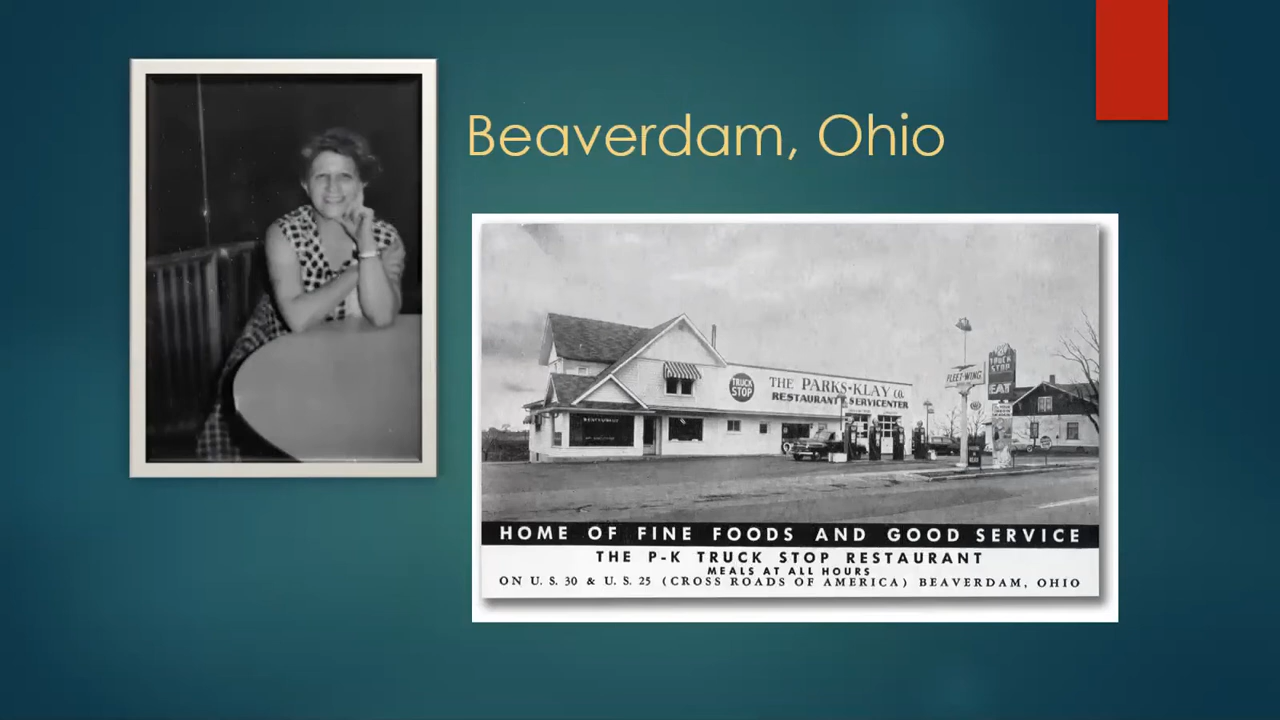 Beaverdam, Ohio
TRUCK
STOP
THE PARKS-KLAY CO.
RESTAURANT & SERVICENTER
FLEET-WING
TRUCK
STOP
EAT
HOME OF FINE FOODS AND GOOD SERVICE
THE P-K TRUCK STOP RESTAURANT
MEALS AT ALL HOURS
ON U. S. 30 & U. S. 25 (CROSS ROADS OF AMERICA) BEAVERDAM, OHIO